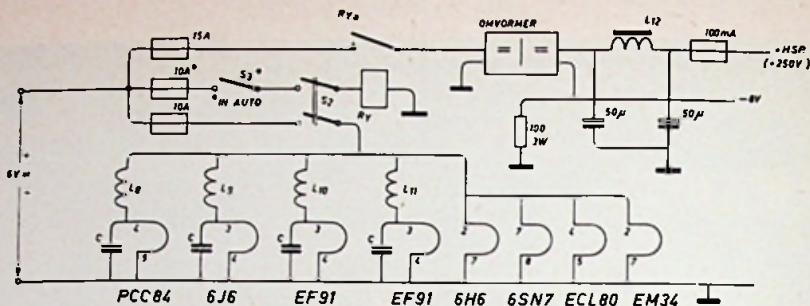 15A
RYa
OMVORMER
L12
100mA
+HSP.
(+250V)
10A*
S3*
IN AUTO
S2
RY
10A
-8V
100
3W
50µ
50µ
6V=
+
-
L8
L9
L10
L11
C
4
5
C
3
4
C
3
4
C
3
4
2
7
7
8
4
5
2
7
PCC84
6J6
EF91
EF91
6H6
6SN7
ECL80
EM34